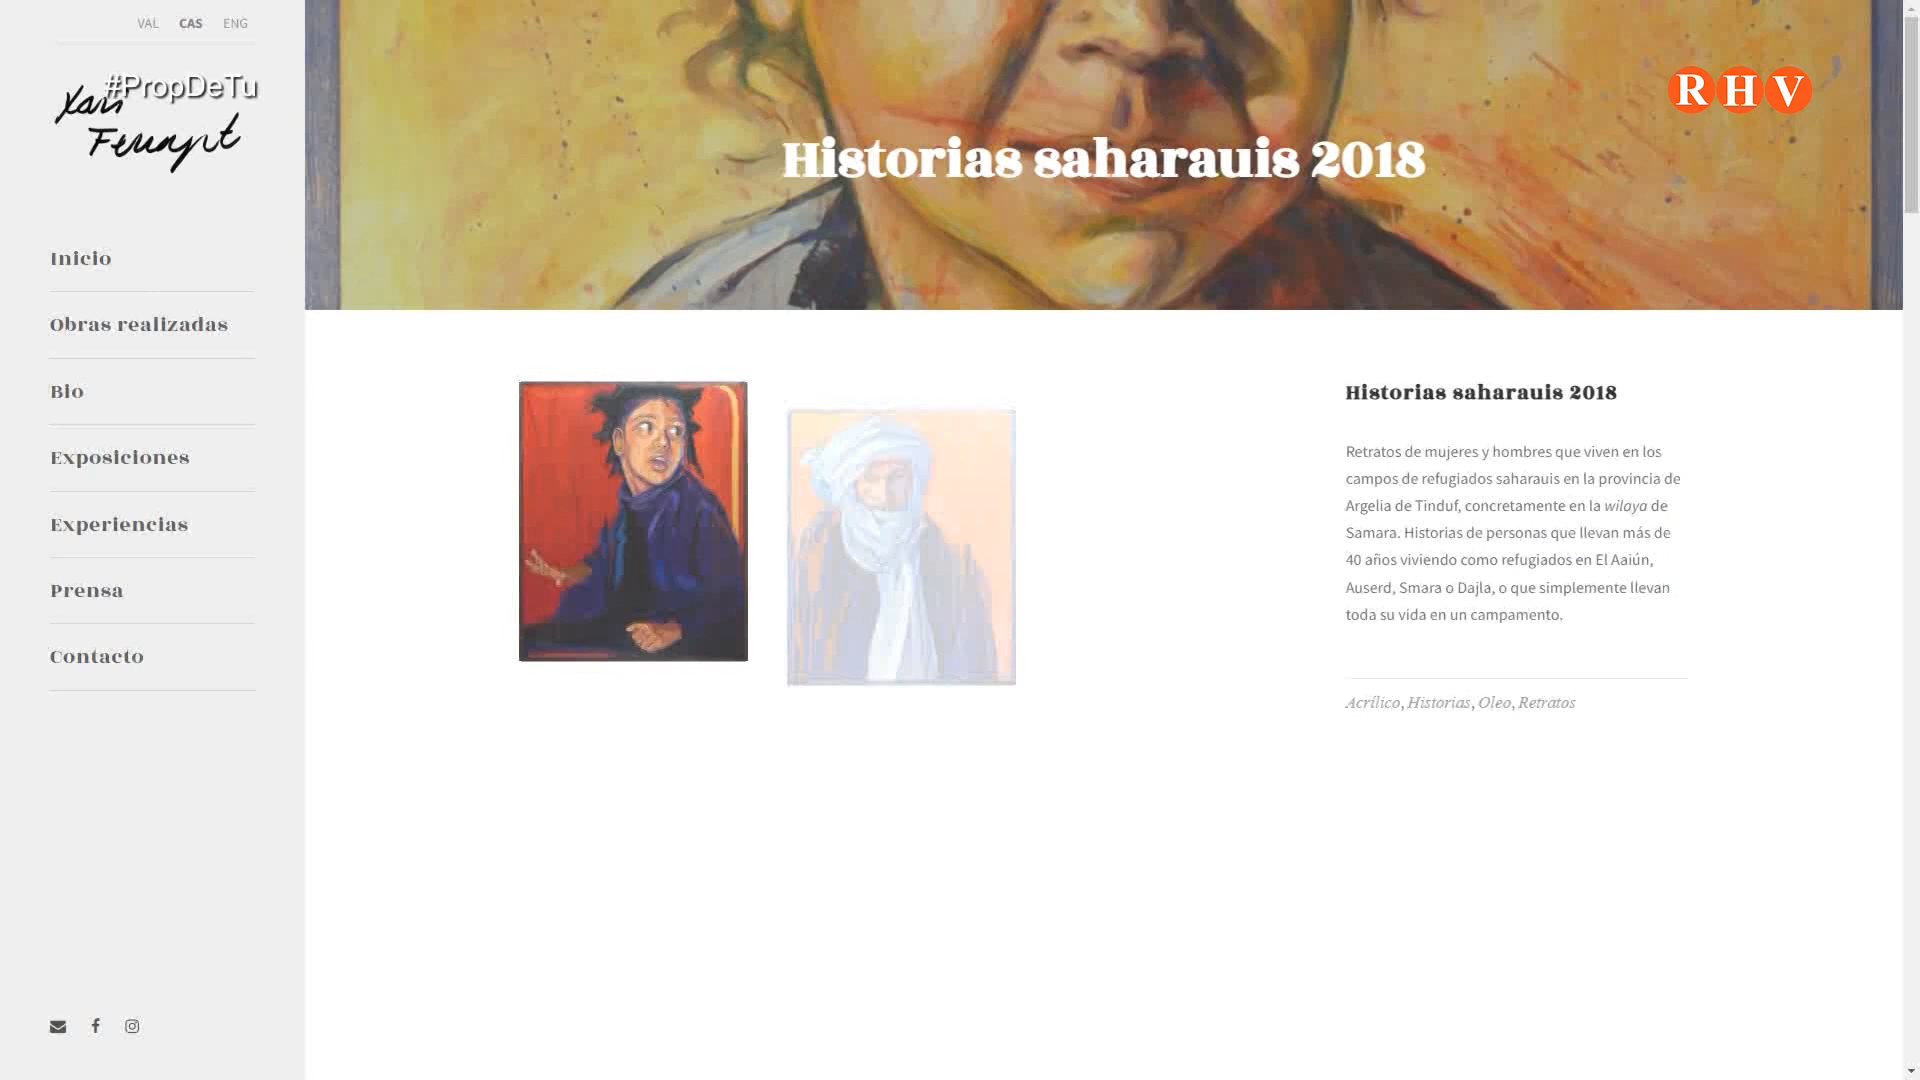 VAL CAS ENG
#PropDeTu
Xavi
Ferragut
Inicio
Obras realizadas
Bio
Exposiciones
Experiencias
Prensa
Contacto
RHV
Historias saharauis 2018
Historias saharauis 2018
Retratos de mujeres y hombres que viven en los
campos de refugiados saharauis en la provincia de
Argelia de Tinduf, concretamente en la wilaya de
Samara. Historias de personas que llevan más de
40 años viviendo como refugiados en El Aaiún,
Auserd, Smara o Dajla, o que simplemente llevan
toda su vida en un campamento.
Acrílico, Historias, Oleo, Retratos